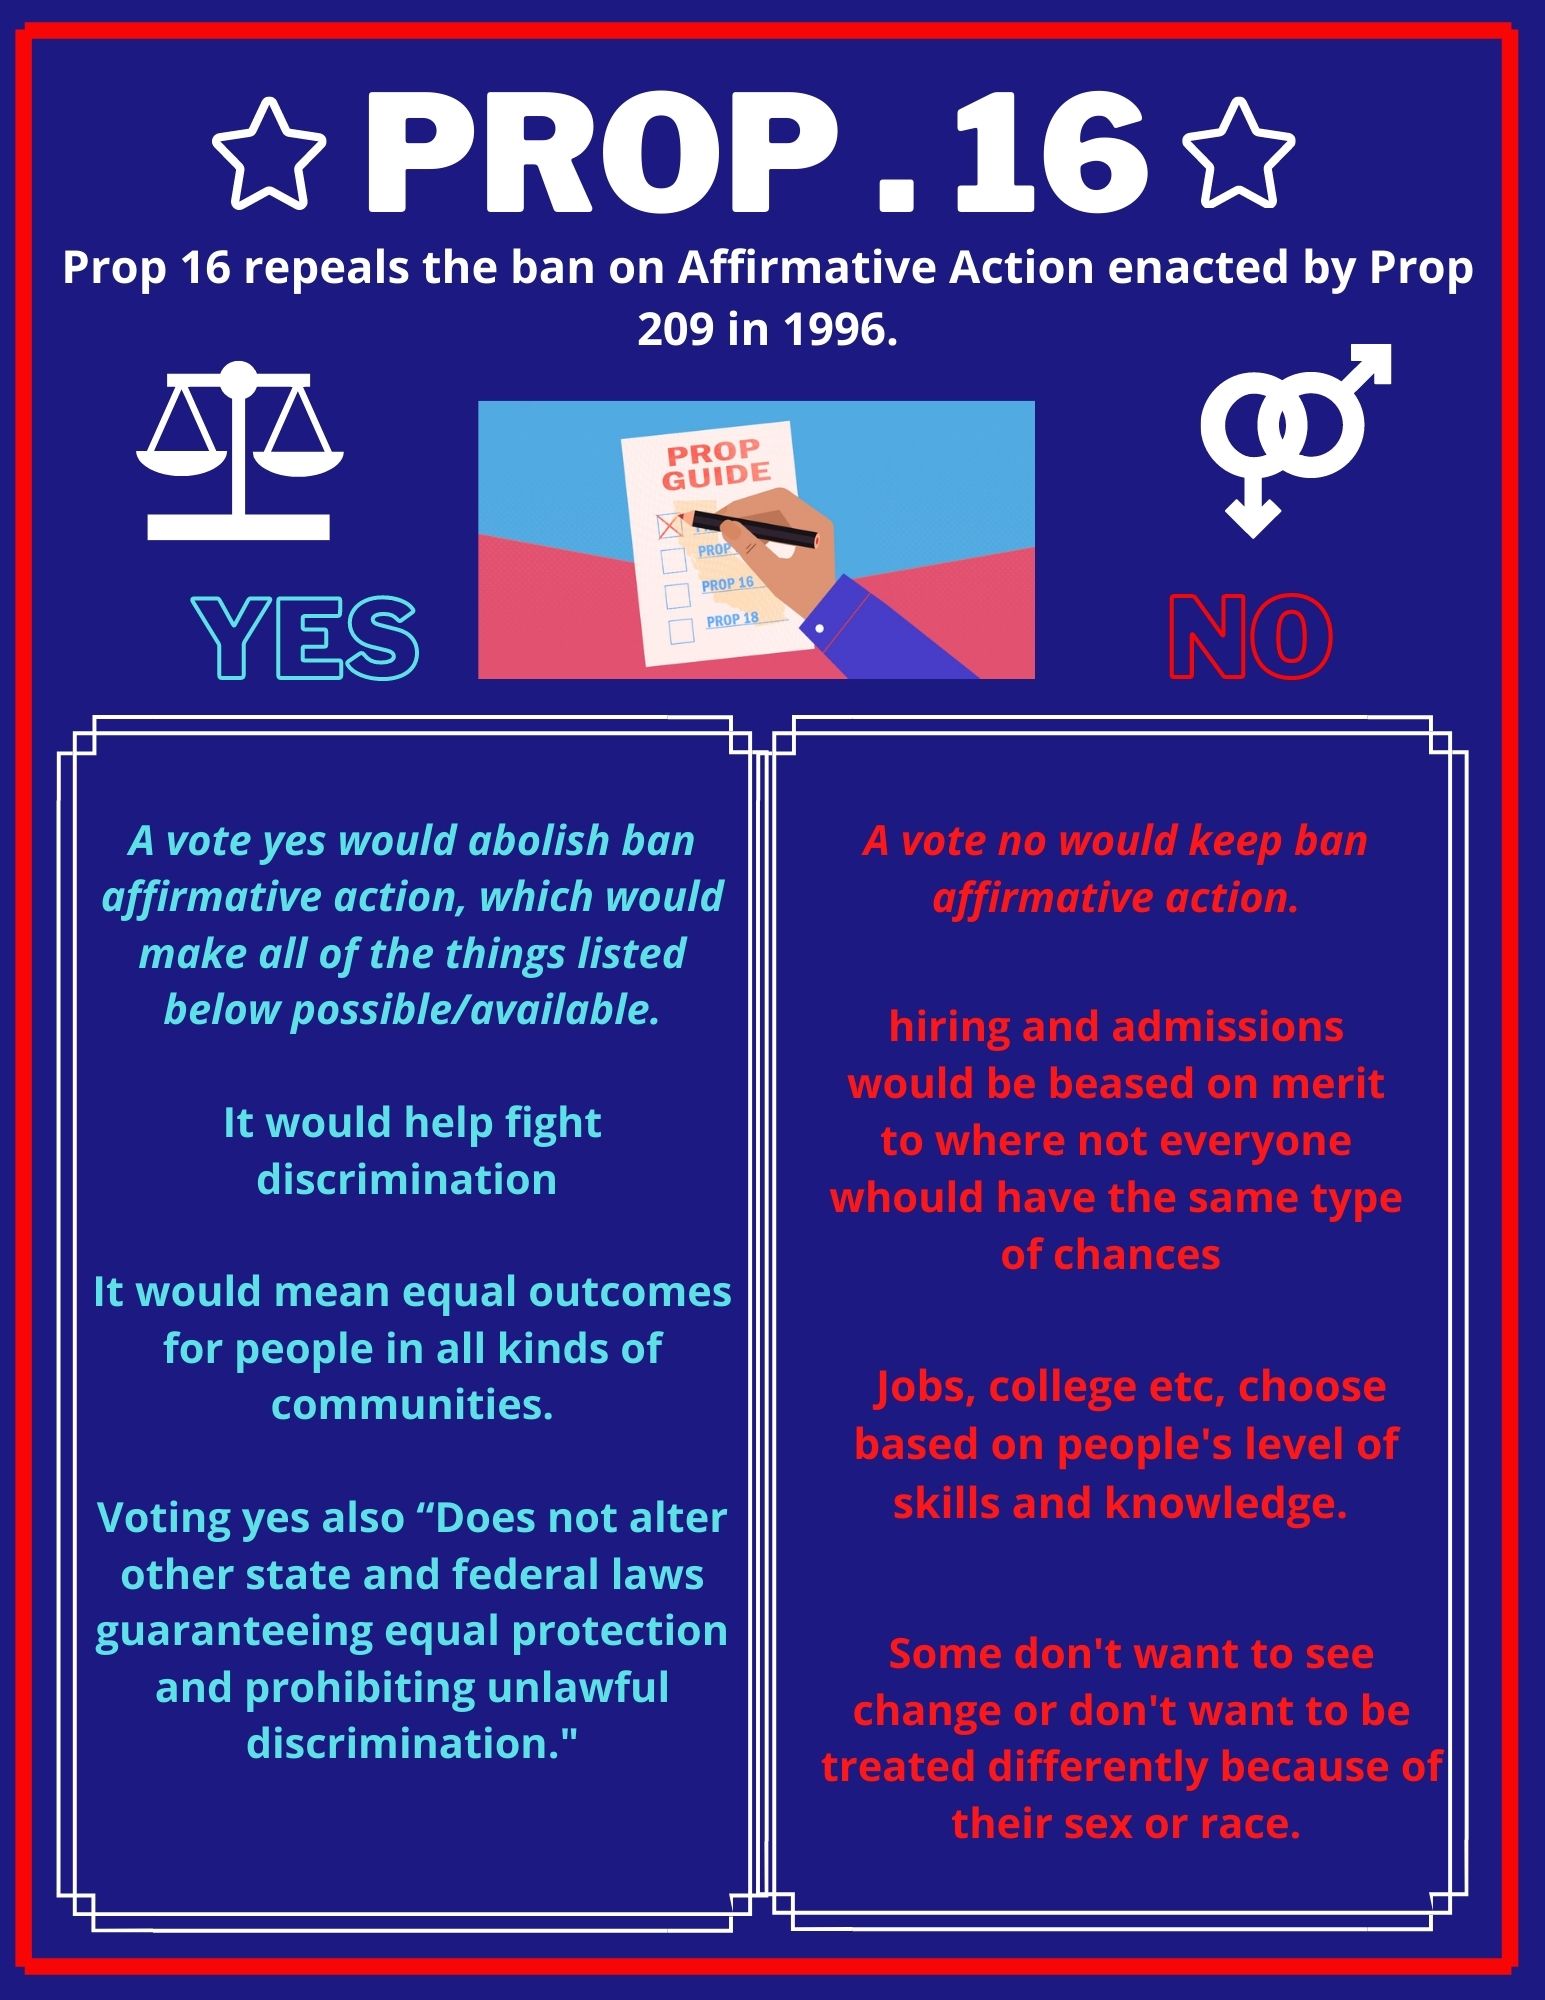 PROP . 16
Prop 16 repeals the ban on Affirmative Action enacted by Prop
209 in 1996.
PROP
GUIDE
PROP
PROP 16
PROP 18
YES
NO
A vote yes would abolish ban
affirmative action, which would
make all of the things listed
below possible/available.
It would help fight
discrimination
It would mean equal outcomes
for people in all kinds of
communities.
Voting yes also “Does not alter
other state and federal laws
guaranteeing equal protection
and prohibiting unlawful
discrimination."
A vote no would keep ban
affirmative action.
hiring and admissions
would be beased on merit
to where not everyone
whould have the same type
of chances
Jobs, college etc, choose
based on people's level of
skills and knowledge.
Some don't want to see
change or don't want to be
treated differently because of
their sex or race.